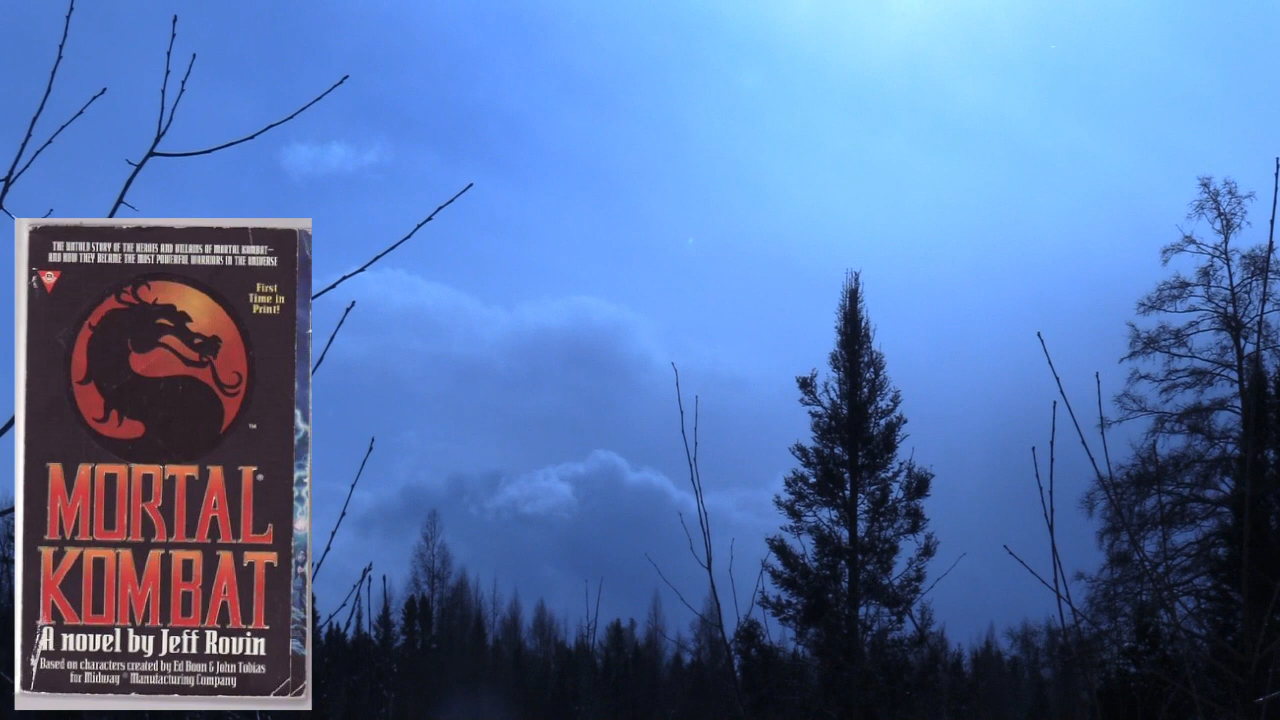 THE UNTOLD STORY OF THE HEROES AND VILLAINS OF MORTAL KOMBAT—
AND HOW THEY BECAME THE MOST POWERFUL WARRIORS IN THE UNIVERSE
First
Time in
Print!
TM
MORTAL®
KOMBAT
A novel by Jeff Rovin
Based on characters created by Ed Boon & John Tobias
for Midway® Manufacturing Company